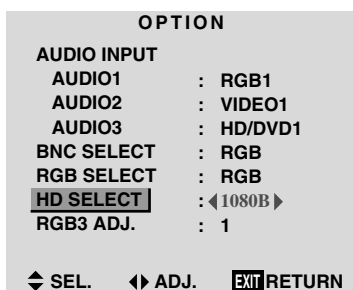 OPTION
AUDIO INPUT
AUDIO1 : RGB1
AUDIO2 : VIDEO1
AUDIO3 : HD/DVD1
BNC SELECT : RGB
RGB SELECT : RGB
HD SELECT : 1080B
RGB3 ADJ. : 1
SEL. ADJ. EXIT RETURN